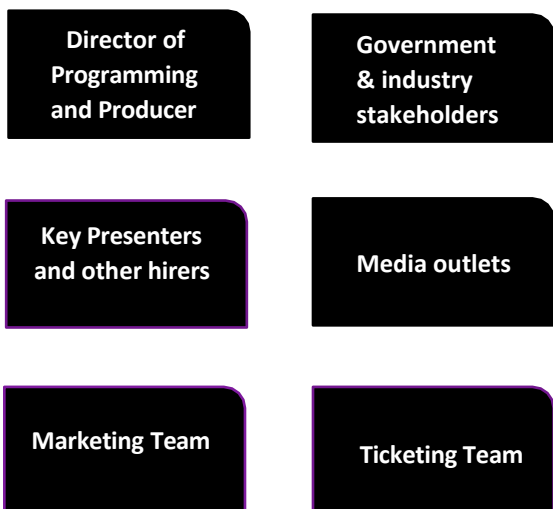 Director of
Programming
and Producer
Government
& industry
stakeholders
Key Presenters
and other hirers
Media outlets
Marketing Team
Ticketing Team